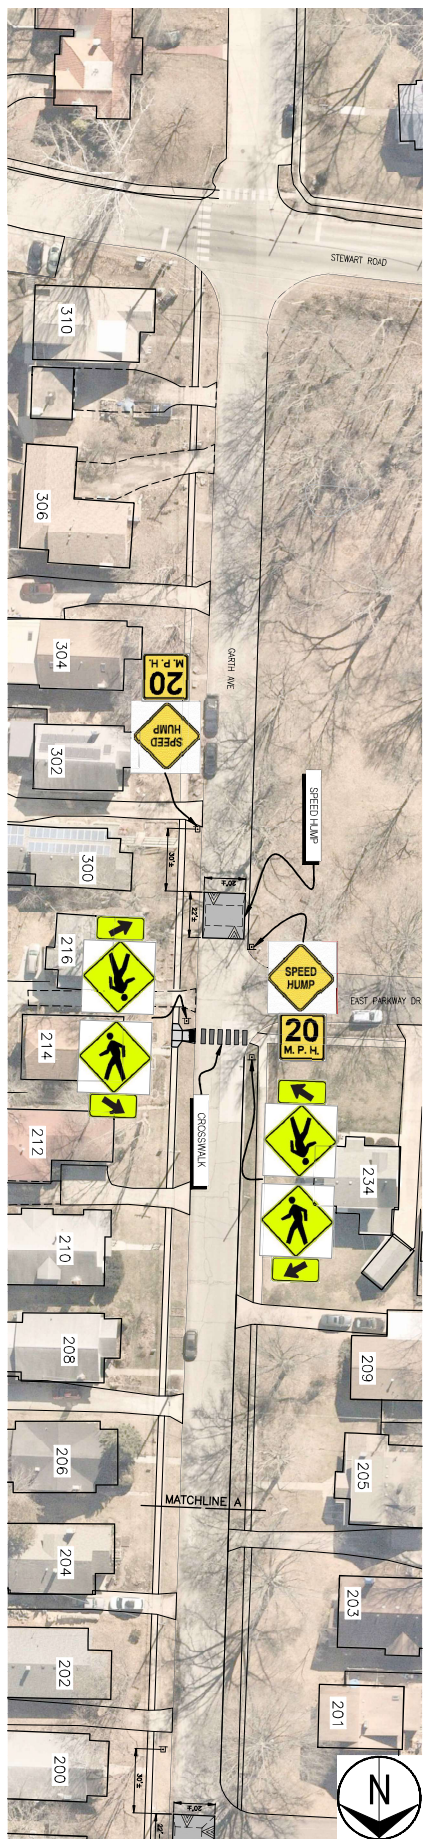 STEWART ROAD
310
306
GARTH AVE
304
20
M. P. H.
SPEED
HUMP
302
SPEED HUMP
300
30'±
20'±
22'±
216
SPEED
HUMP
EAST PARKWAY DR
20
M. P. H.
214
CROSSWALK
212
234
210
208
209
206
205
MATCHLINE A
204
203
202
201
200
30'±
20'±
22'±
N